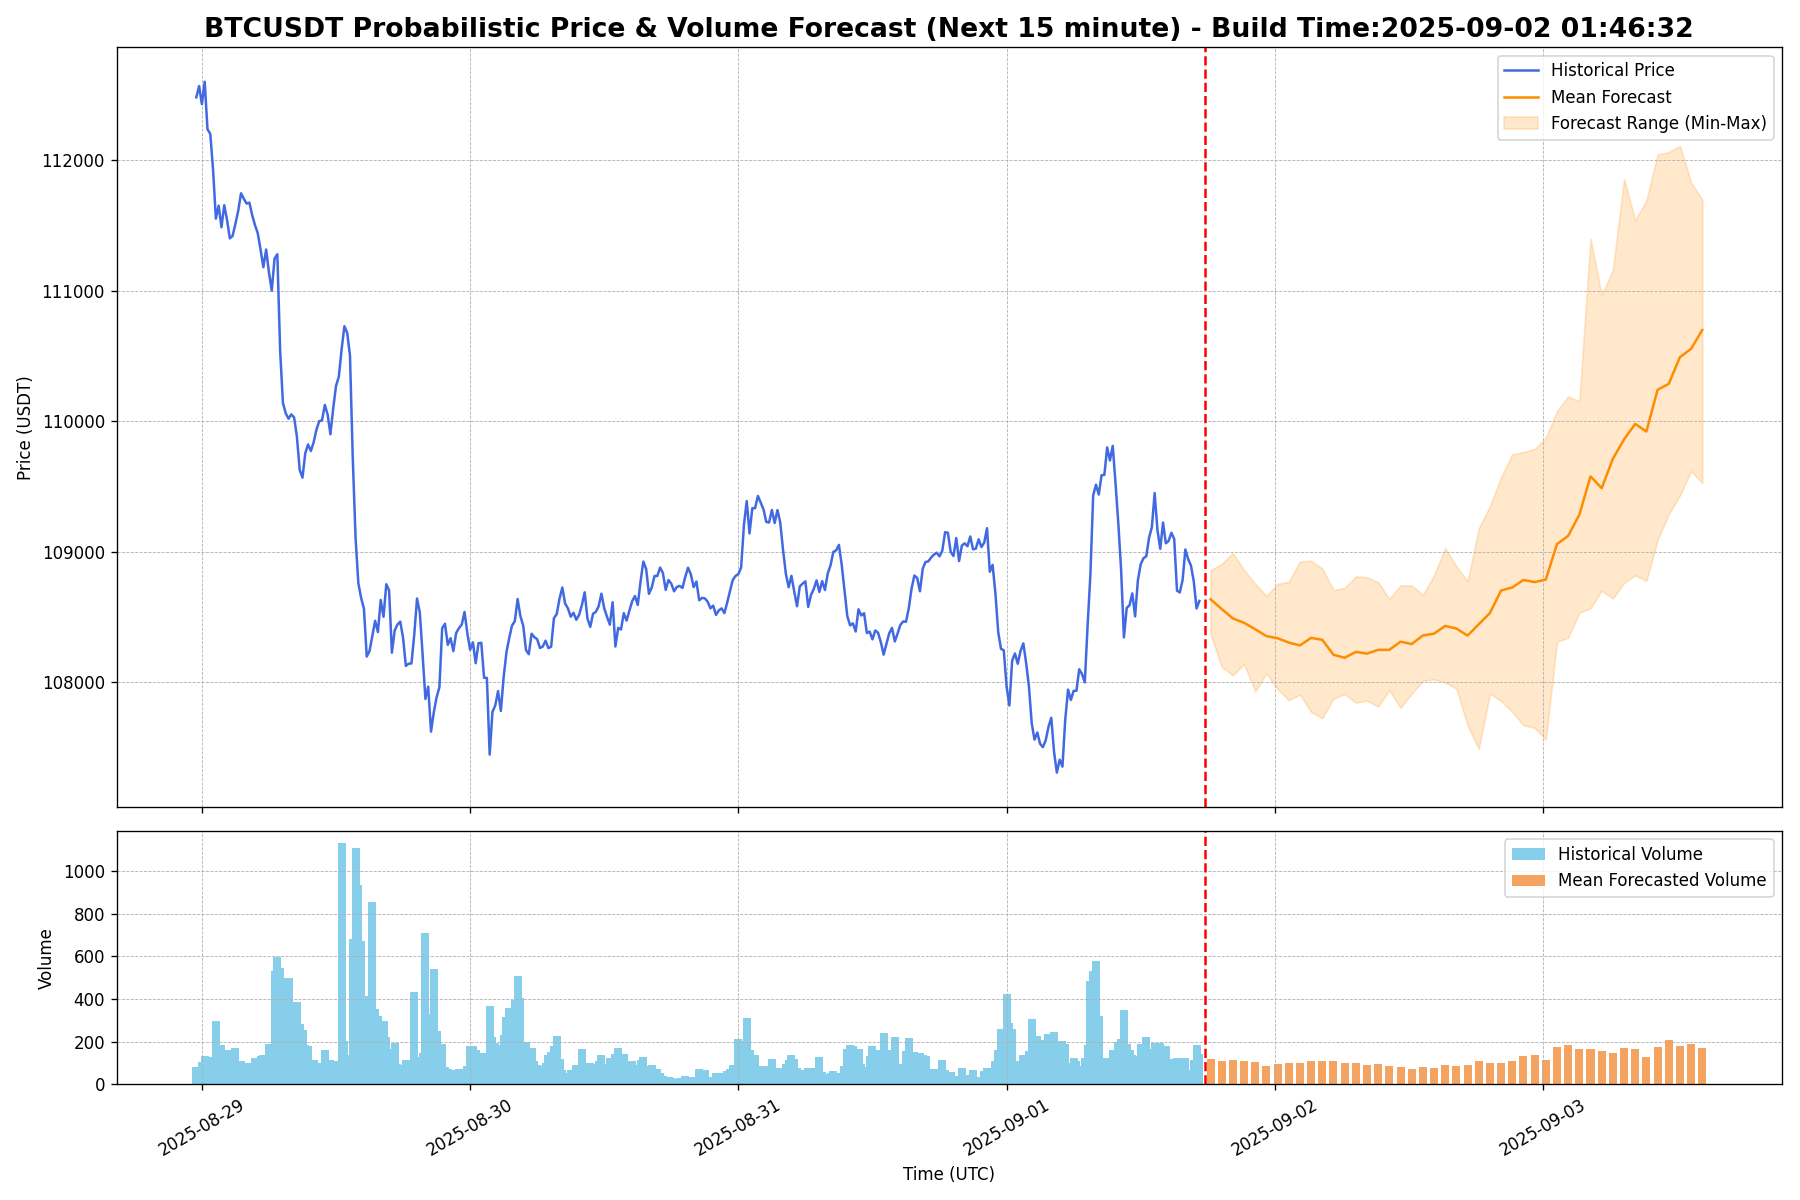 BTCUSDT Probabilistic Price & Volume Forecast (Next 15 minute) - Build Time:2025-09-02 01:46:32
Historical Price
Mean Forecast
Forecast Range (Min-Max)
Price (USDT)
112000
111000
110000
109000
108000
Historical Volume
Mean Forecasted Volume
Volume
1000
800
600
400
200
0
2025-08-29
2025-08-30
2025-08-31
2025-09-01
2025-09-02
2025-09-03
Time (UTC)